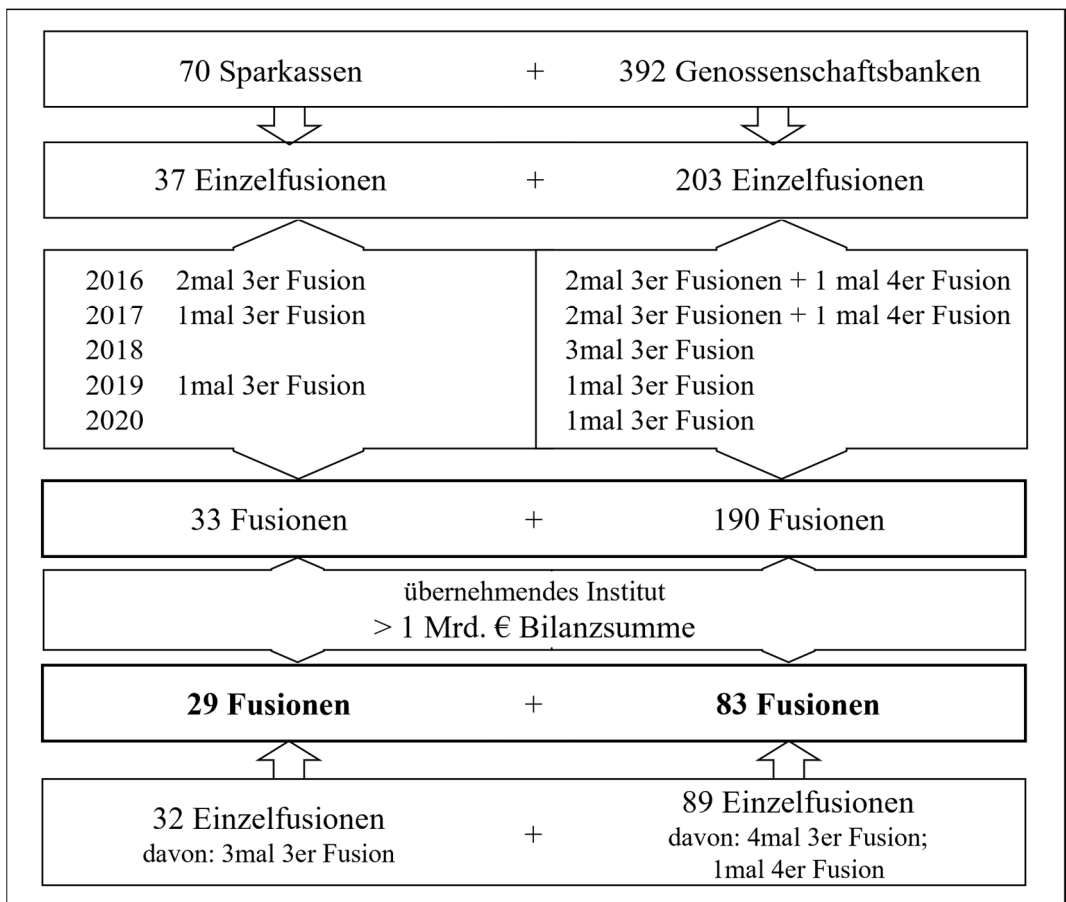 70 Sparkassen + 392 Genossenschaftsbanken
37 Einzelfusionen + 203 Einzelfusionen
2016 2mal 3er Fusion 2mal 3er Fusionen + 1 mal 4er Fusion
2017 1mal 3er Fusion 2mal 3er Fusionen + 1 mal 4er Fusion
2018 3mal 3er Fusion
2019 1mal 3er Fusion 1mal 3er Fusion
2020 1mal 3er Fusion
33 Fusionen + 190 Fusionen
übernehmendes Institut
> 1 Mrd. € Bilanzsumme
29 Fusionen + 83 Fusionen
32 Einzelfusionen
davon: 3mal 3er Fusion
+
89 Einzelfusionen
davon: 4mal 3er Fusion;
1mal 4er Fusion